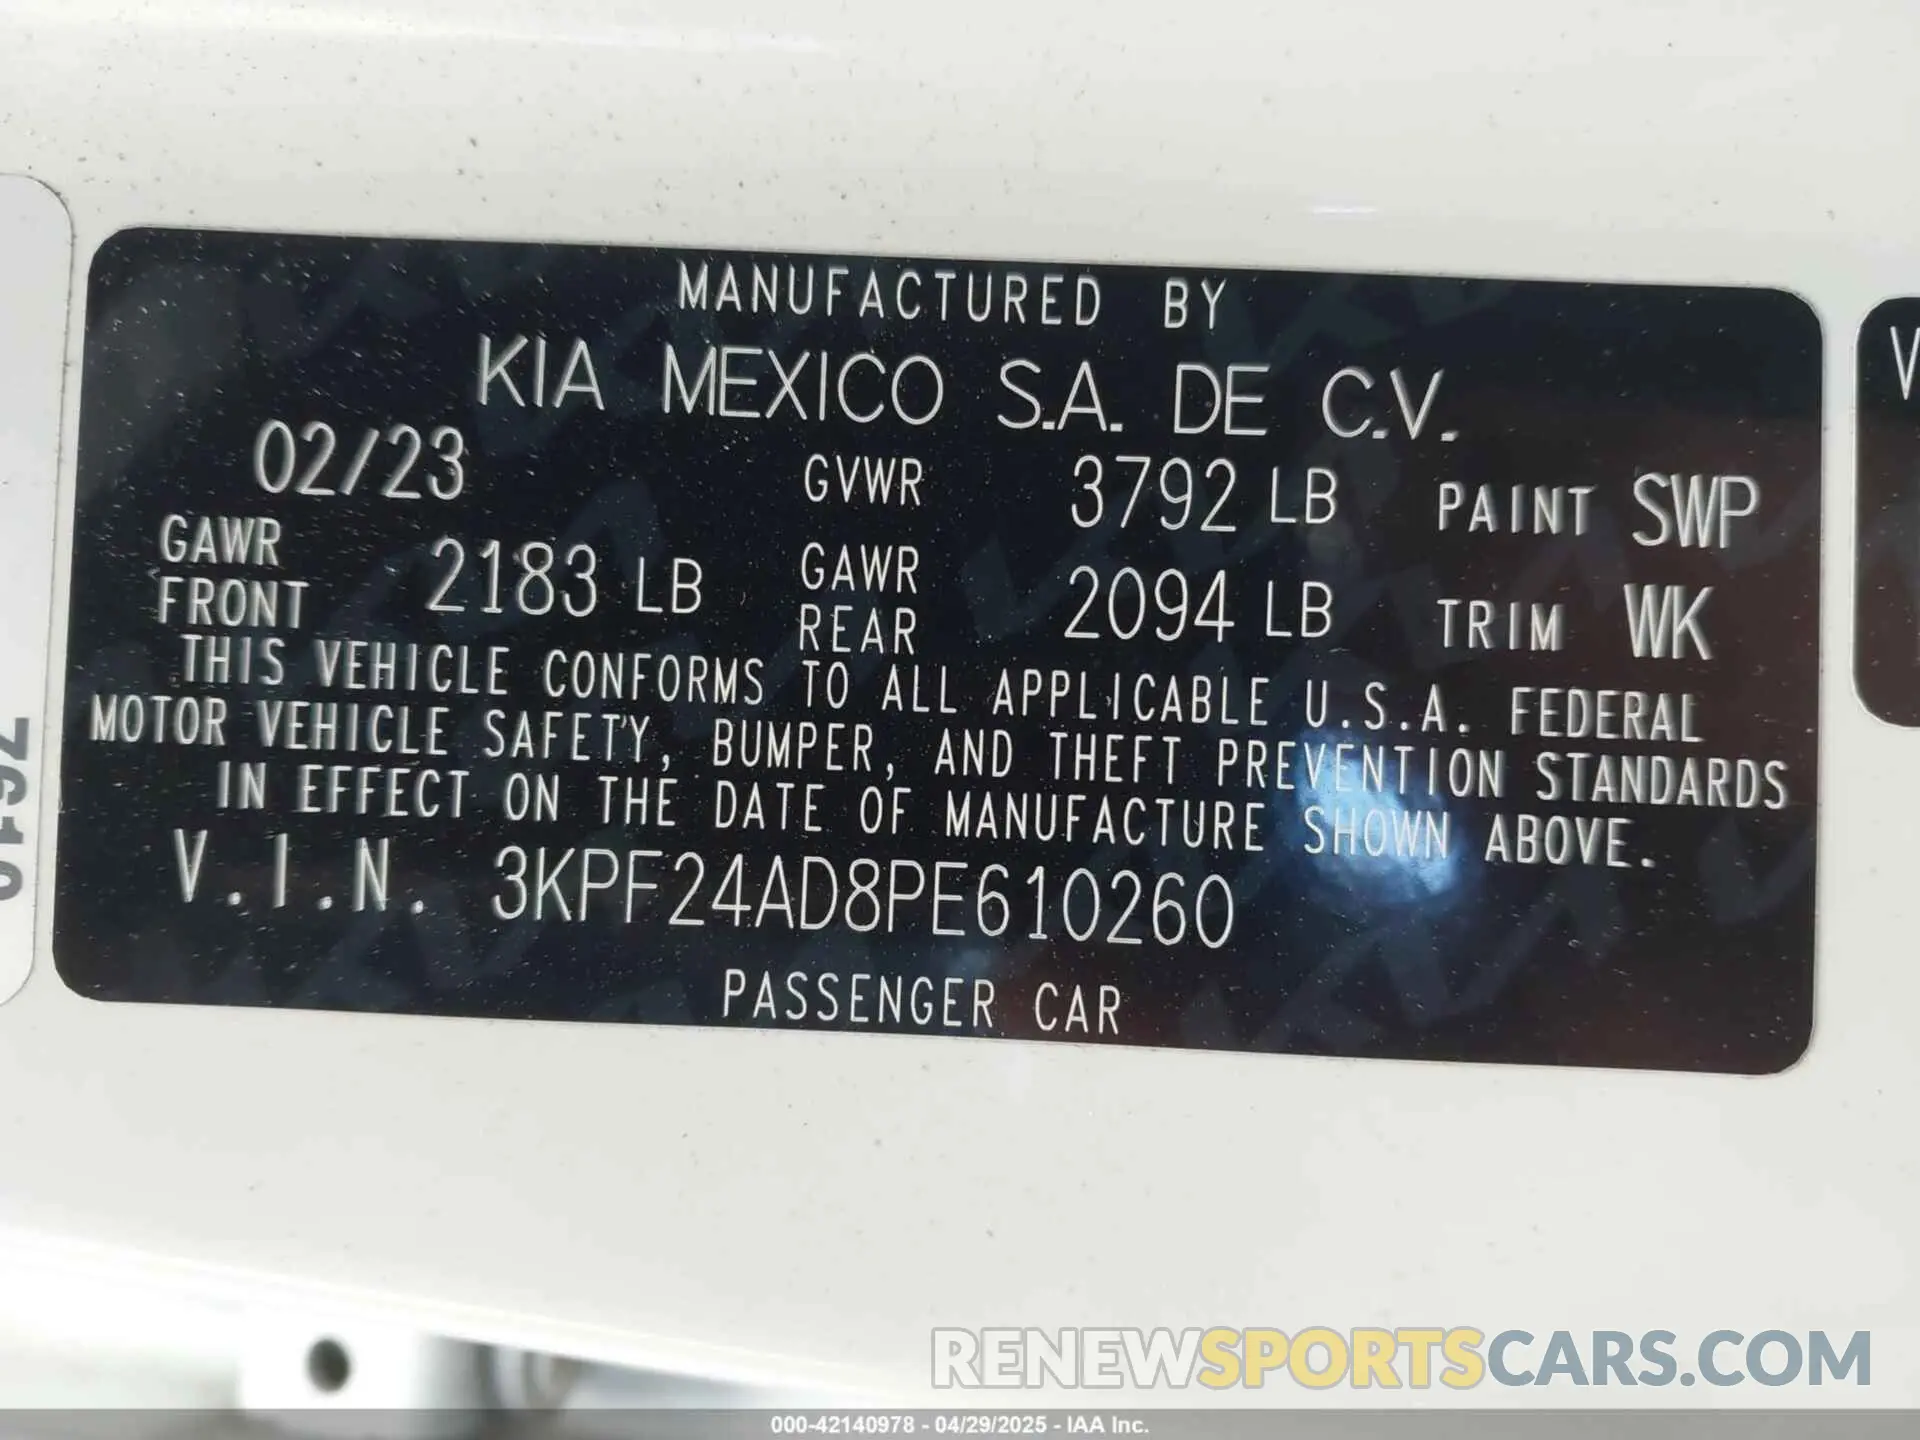 MANUFACTURED BY
KIA MEXICO S.A. DE C.V.
02/23 GVWR 3792 LB PAINT SWP
GAWR FRONT 2183 LB GAWR REAR 2094 LB TRIM WK
THIS VEHICLE CONFORMS TO ALL APPLICABLE U.S.A. FEDERAL
MOTOR VEHICLE SAFETY, BUMPER, AND THEFT PREVENTION STANDARDS
IN EFFECT ON THE DATE OF MANUFACTURE SHOWN ABOVE.
V.I.N. 3KPF24AD8PE610260
PASSENGER CAR
RENEWSPORTSCARS.COM
000-42140978 - 04/29/2025 - IAA Inc.